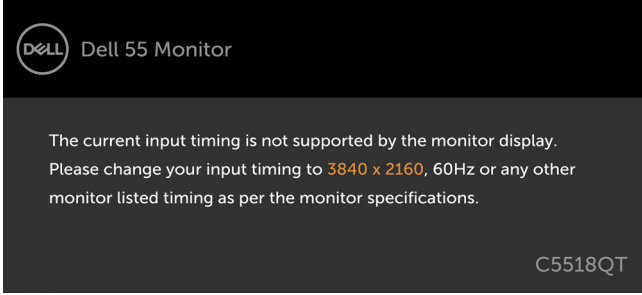 DELL
Dell 55 Monitor
The current input timing is not supported by the monitor display.
Please change your input timing to 3840 x 2160, 60Hz or any other
monitor listed timing as per the monitor specifications.
C5518QT